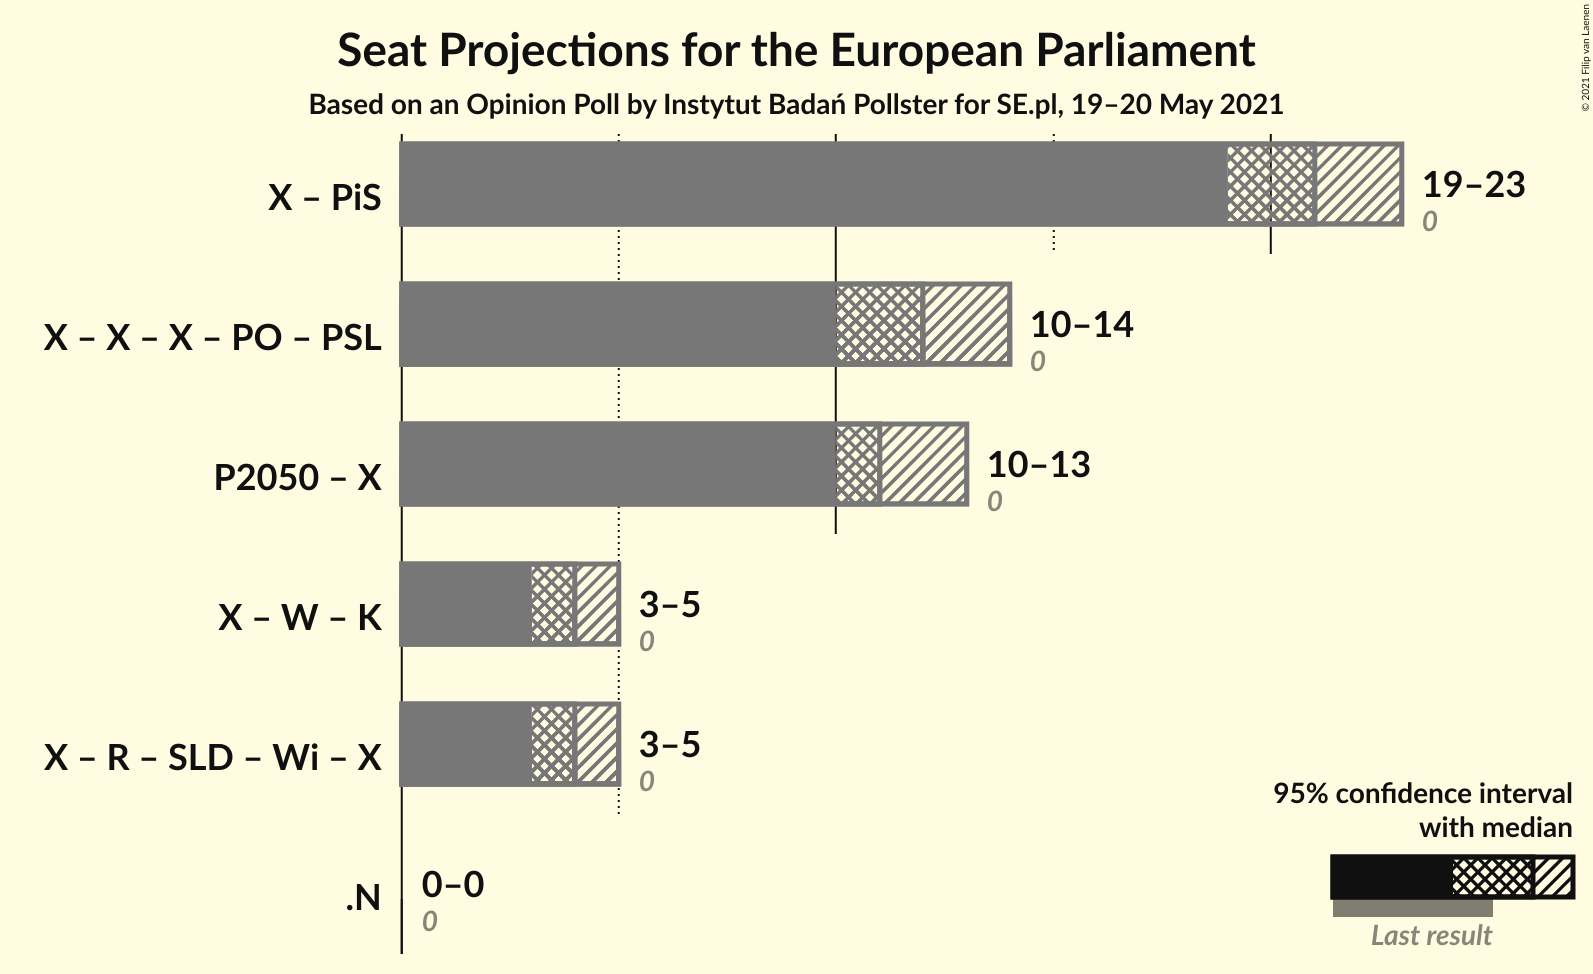 Seat Projections for the European Parliament
Based on an Opinion Poll by Instytut Badań Pollster for SE.pl, 19–20 May 2021
© 2021 Filip van Laenen
X – PiS
19–23
0
X – X – X – PO – PSL
10–14
0
P2050 – X
10–13
0
X – W – K
3–5
0
X – R – SLD – Wi – X
3–5
0
.N
0–0
0
95% confidence interval
with median
Last result